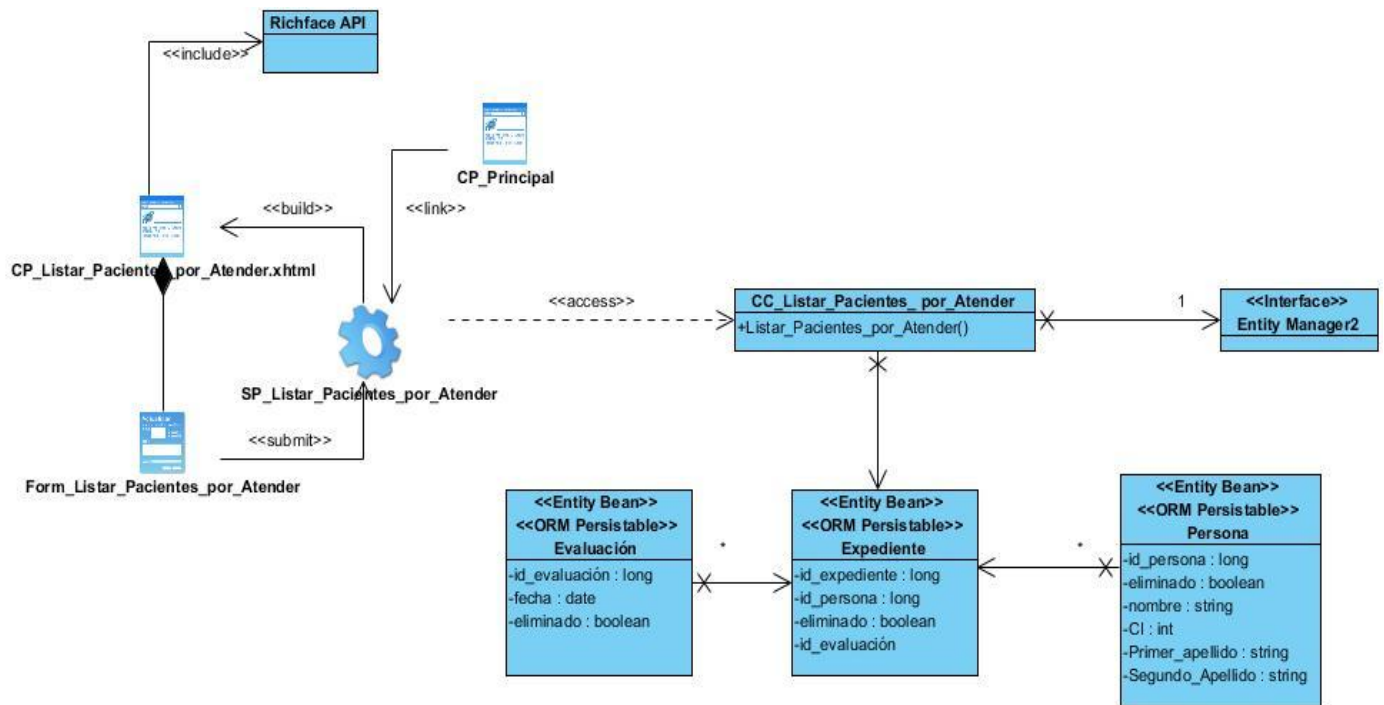 Richface API
<<include>>
CP_Principal
<<build>>
<<link>>
CP_Listar_Pacientes_por_Atender.xhtml
<<access>>
CC_Listar_Pacientes_ por_Atender
+Listar_Pacientes_por_Atender()
1
<<Interface>>
Entity Manager2
SP_Listar_Pacientes_por_Atender
<<submit>>
Form_Listar_Pacientes_por_Atender
<<Entity Bean>>
<<ORM Persistable>>
Evaluación
-id_evaluación : long
-fecha : date
-eliminado : boolean
*
<<Entity Bean>>
<<ORM Persistable>>
Expediente
-id_expediente : long
-id_persona : long
-eliminado : boolean
-id_evaluación
*
<<Entity Bean>>
<<ORM Persistable>>
Persona
-id_persona : long
-eliminado : boolean
-nombre : string
-CI : int
-Primer_apellido : string
-Segundo_Apellido : string